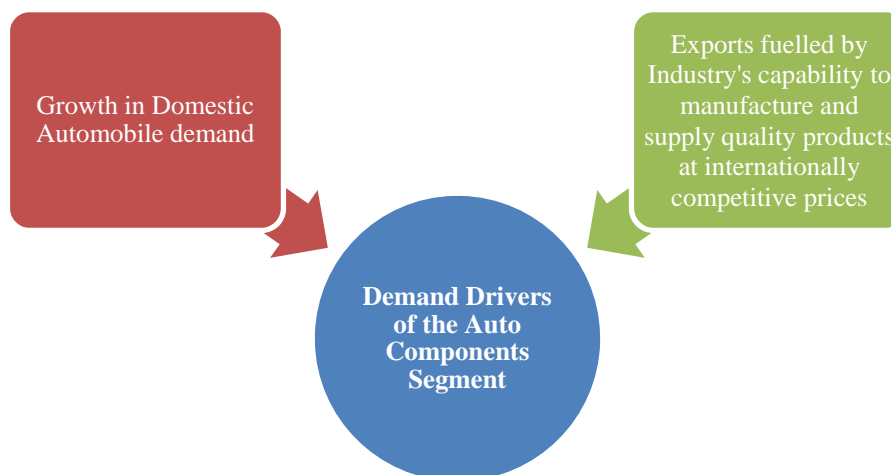 Growth in Domestic
Automobile demand
Exports fuelled by
Industry's capability to
manufacture and
supply quality products
at internationally
competitive prices
Demand Drivers
of the Auto
Components
Segment